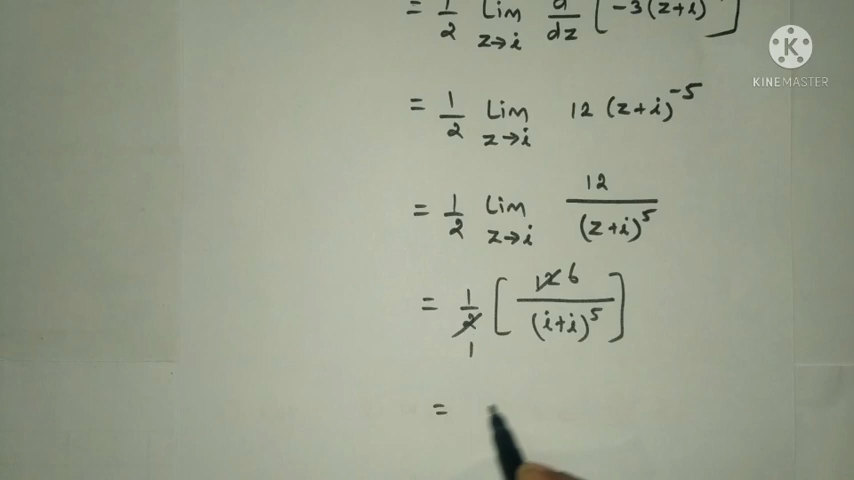 = 1/2 Lim z→i d/dz [-3(z+i)
K
KINEMASTER
= 1/2 Lim z→i 12 (z+i)^-5
= 1/2 Lim z→i 12/(z+i)^5
= 1/2 1 [ 12 6/(i+i)^5 ]
=